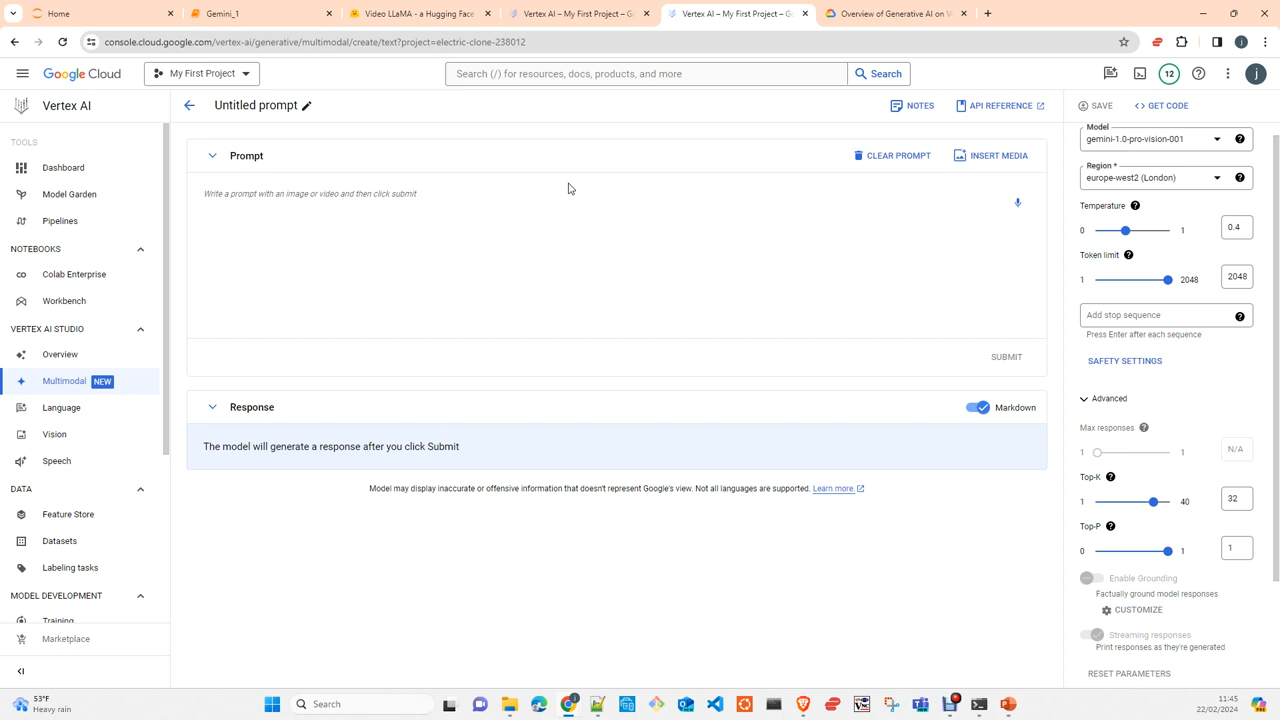 Home
Gemini_1
Video LLaMA - a Hugging Face
Vertex AI – My First Project – G
Vertex AI – My First Project – G
Overview of Generative AI on V
console.cloud.google.com/vertex-ai/generative/multimodal/create/text?project=electric-clone-238012
Google Cloud
My First Project
Search (/) for resources, docs, products, and more
Search
12
j
Vertex AI
Untitled prompt
NOTES
API REFERENCE
SAVE
<> GET CODE
TOOLS
Dashboard
Model Garden
Pipelines
NOTEBOOKS
Colab Enterprise
Workbench
VERTEX AI STUDIO
Overview
Multimodal NEW
Language
Vision
Speech
DATA
Feature Store
Datasets
Labeling tasks
MODEL DEVELOPMENT
Training
Marketplace
Prompt
CLEAR PROMPT
INSERT MEDIA
Write a prompt with an image or video and then click submit
SUBMIT
Response
Markdown
The model will generate a response after you click Submit
Model may display inaccurate or offensive information that doesn't represent Google's view. Not all languages are supported. Learn more.
Model
gemini-1.0-pro-vision-001
Region *
europe-west2 (London)
Temperature
0 1 0.4
Token limit
1 2048 2048
Add stop sequence
Press Enter after each sequence
SAFETY SETTINGS
Advanced
Max responses
1 1 N/A
Top-K
1 40 32
Top-P
0 1 1
Enable Grounding
Factually ground model responses
CUSTOMIZE
Streaming responses
Print responses as they're generated
RESET PARAMETERS
53°F
Heavy rain
Search
11:45
22/02/2024